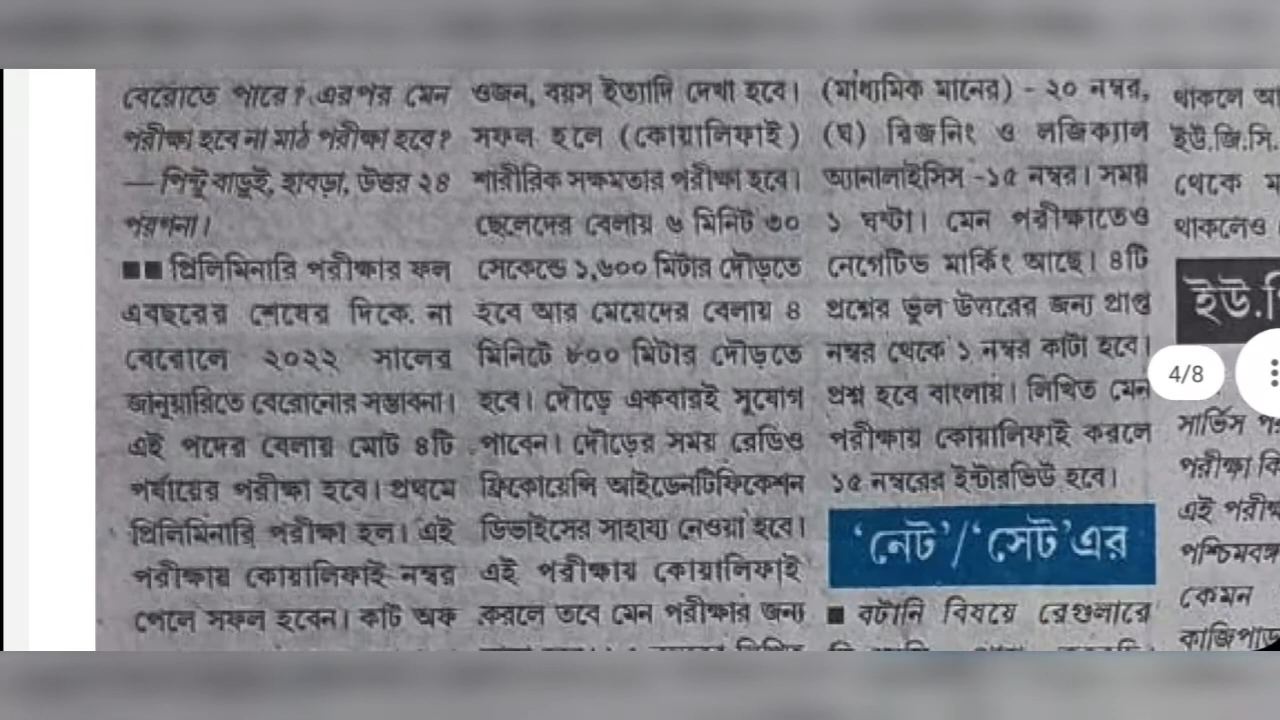 বেরোতে পারে? এরপর মেন
পরীক্ষা হবে না মাঠ পরীক্ষা হবে?
— পিন্টু বাড়ুই, হাবড়া, উত্তর ২৪
পরগনা।
■■ প্রিলিমিনারি পরীক্ষার ফল
এবছরের শেষের দিকে, না
বেরোলে ২০২২ সালের
জানুয়ারিতে বেরোনোর সম্ভাবনা।
এই পদের বেলায় মোট ৪টি
পর্যায়ের পরীক্ষা হবে। প্রথমে
প্রিলিমিনারি পরীক্ষা হল। এই
পরীক্ষায় কোয়ালিফাই নম্বর
পেলে সফল হবেন। কাট অফ
ওজন, বয়স ইত্যাদি দেখা হবে।
সফল হলে (কোয়ালিফাই)
শারীরিক সক্ষমতার পরীক্ষা হবে।
ছেলেদের বেলায় ৬ মিনিট ৩০
সেকেন্ডে ১,৬০০ মিটার দৌড়তে
হবে আর মেয়েদের বেলায় ৪
মিনিটে ৮০০ মিটার দৌড়তে
হবে। দৌড়ে একবারই সুযোগ
পাবেন। দৌড়ের সময় রেডিও
ফ্রিকোয়েন্সি আইডেনটিফিকেশন
ডিভাইসের সাহায্য নেওয়া হবে।
এই পরীক্ষায় কোয়ালিফাই
করলে তবে মেন পরীক্ষার জন্য
(মাধ্যমিক মানের) - ২০ নম্বর,
(ঘ) রিজনিং ও লজিক্যাল
অ্যানালাইসিস -১৫ নম্বর। সময়
১ ঘণ্টা। মেন পরীক্ষাতেও
নেগেটিভ মার্কিং আছে। ৪টি
প্রশ্নের ভুল উত্তরের জন্য প্রাপ্ত
নম্বর থেকে ১ নম্বর কাটা হবে।
প্রশ্ন হবে বাংলায়। লিখিত মেন
পরীক্ষায় কোয়ালিফাই করলে
১৫ নম্বরের ইন্টারভিউ হবে।
'নেট'/'সেট'এর
■ বটানি বিষয়ে রেগুলারে
থাকলে
ইউ.জি.সি.
থেকে
থাকলেও
ইউ.
4/8
সার্ভিস
পরীক্ষা
এই
কেমন